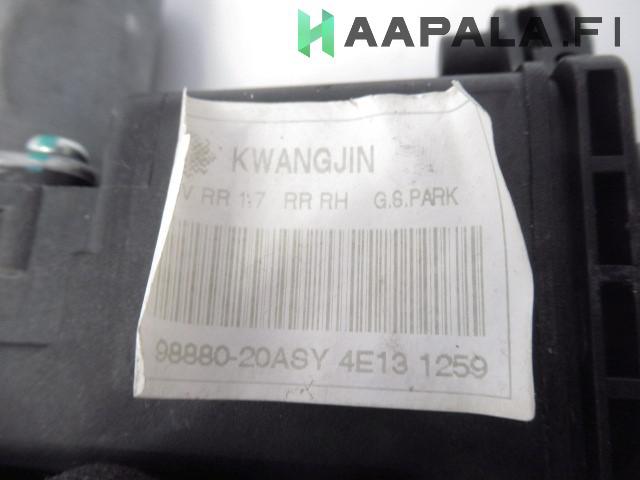 HAAPALA.FI
KWANGJIN
V RR 1.7 RR RH G.S.PARK
98880-20ASY 4E13 1259